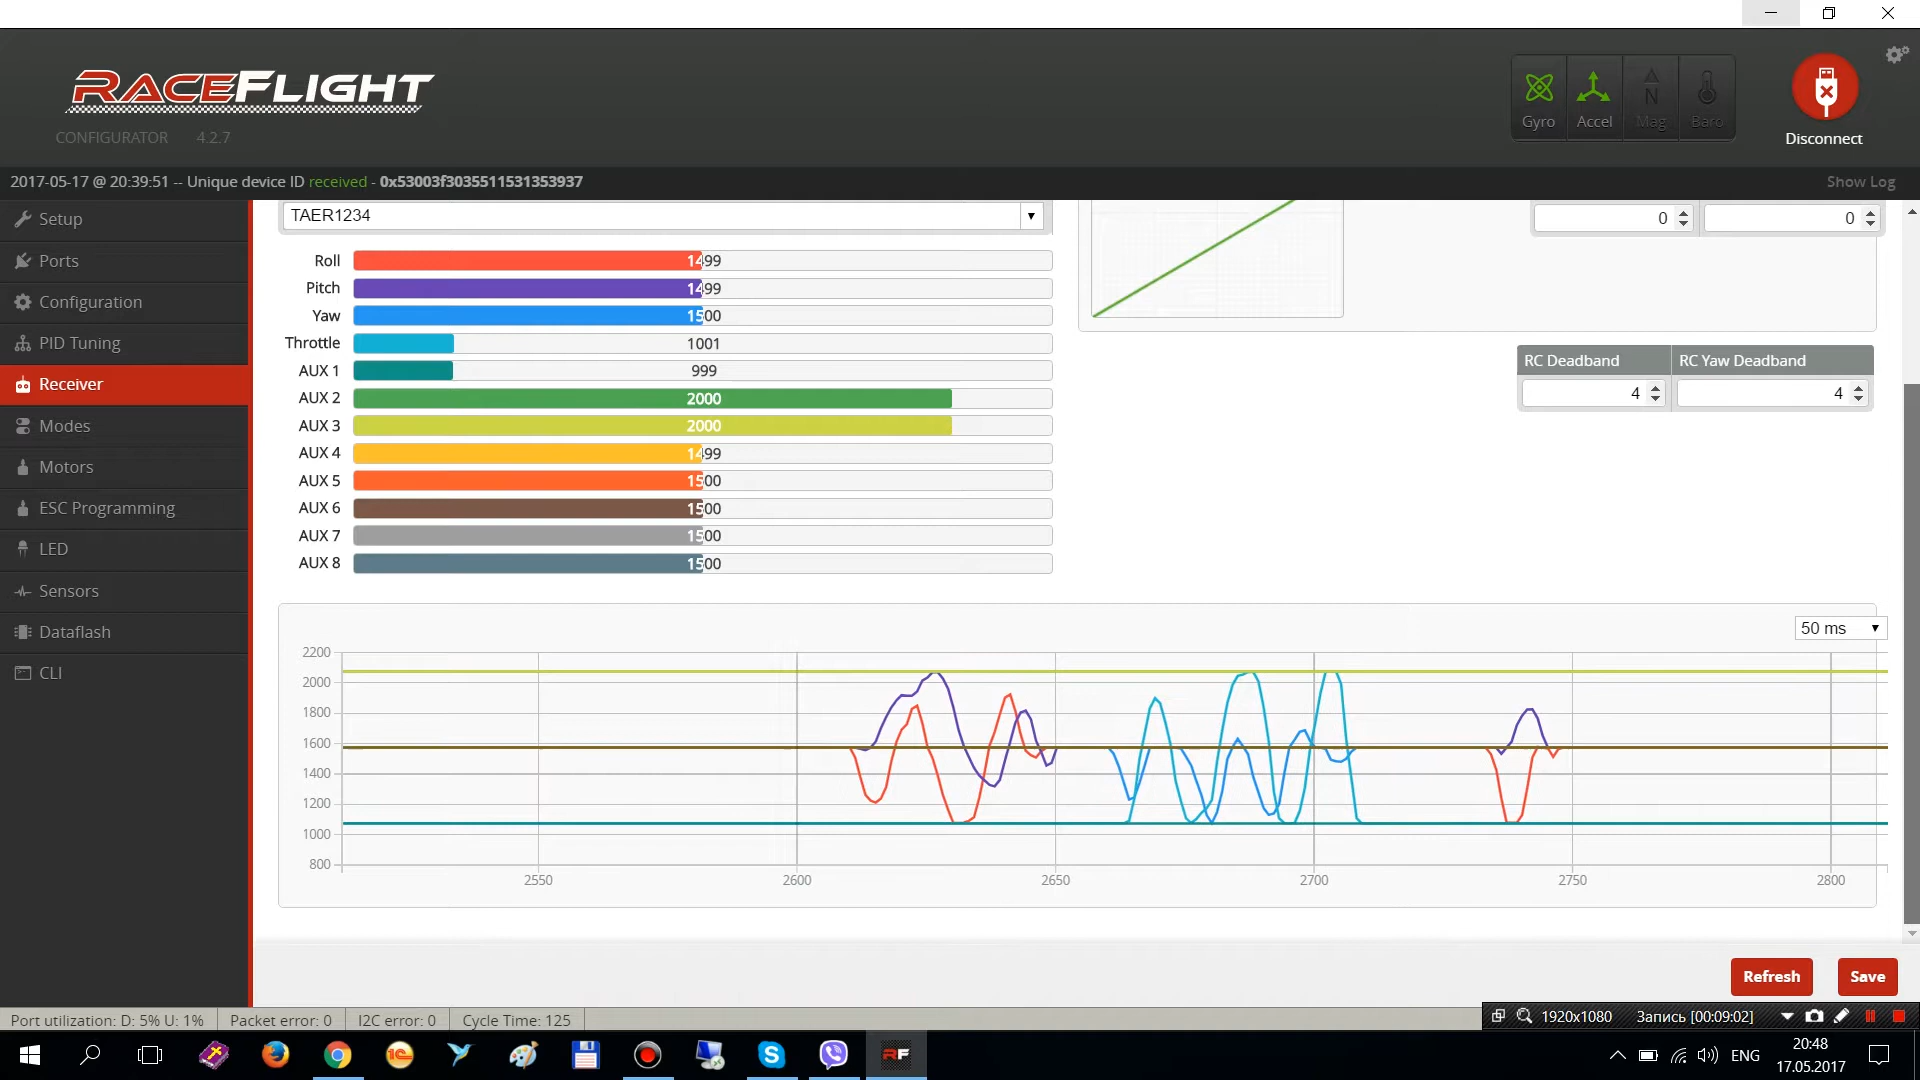 RACEFLIGHT
CONFIGURATOR 4.2.7
Gyro Accel Mag Baro
Disconnect
2017-05-17 @ 20:39:51 -- Unique device ID received - 0x53003f3035511531353937
Show Log
Setup
Ports
Configuration
PID Tuning
Receiver
Modes
Motors
ESC Programming
LED
Sensors
Dataflash
CLI
TAER1234
0 0
Roll 1499
Pitch 1499
Yaw 1500
Throttle 1001
AUX 1 999
AUX 2 2000
AUX 3 2000
AUX 4 1499
AUX 5 1500
AUX 6 1500
AUX 7 1500
AUX 8 1500
RC Deadband RC Yaw Deadband
4 4
50 ms
2200
2000
1800
1600
1400
1200
1000
800
2550 2600 2650 2700 2750 2800
Refresh Save
Port utilization: D: 5% U: 1% Packet error: 0 I2C error: 0 Cycle Time: 125
1920x1080 Запись [00:09:02]
1C
RF
ENG
20:48
17.05.2017